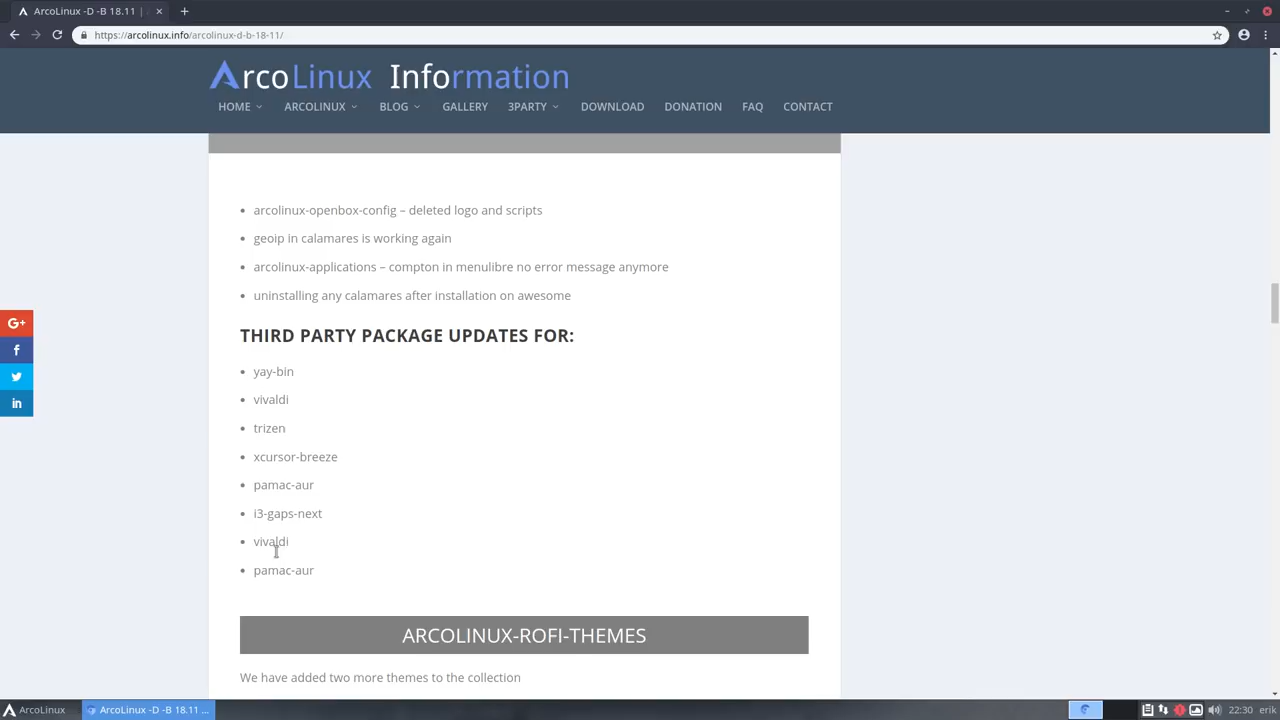 ArcoLinux -D -B 18.11 |
https://arcolinux.info/arcolinux-d-b-18-11/
ArcoLinux Information
HOME ARCOLINUX BLOG GALLERY 3PARTY DOWNLOAD DONATION FAQ CONTACT
arcolinux-openbox-config – deleted logo and scripts
geoip in calamares is working again
arcolinux-applications – compton in menulibre no error message anymore
uninstalling any calamares after installation on awesome
THIRD PARTY PACKAGE UPDATES FOR:
yay-bin
vivaldi
trizen
xcursor-breeze
pamac-aur
i3-gaps-next
vivaldi
pamac-aur
ARCOLINUX-ROFI-THEMES
We have added two more themes to the collection
G+
f
in
ArcoLinux ArcoLinux -D -B 18.11 ... 22:30 erik